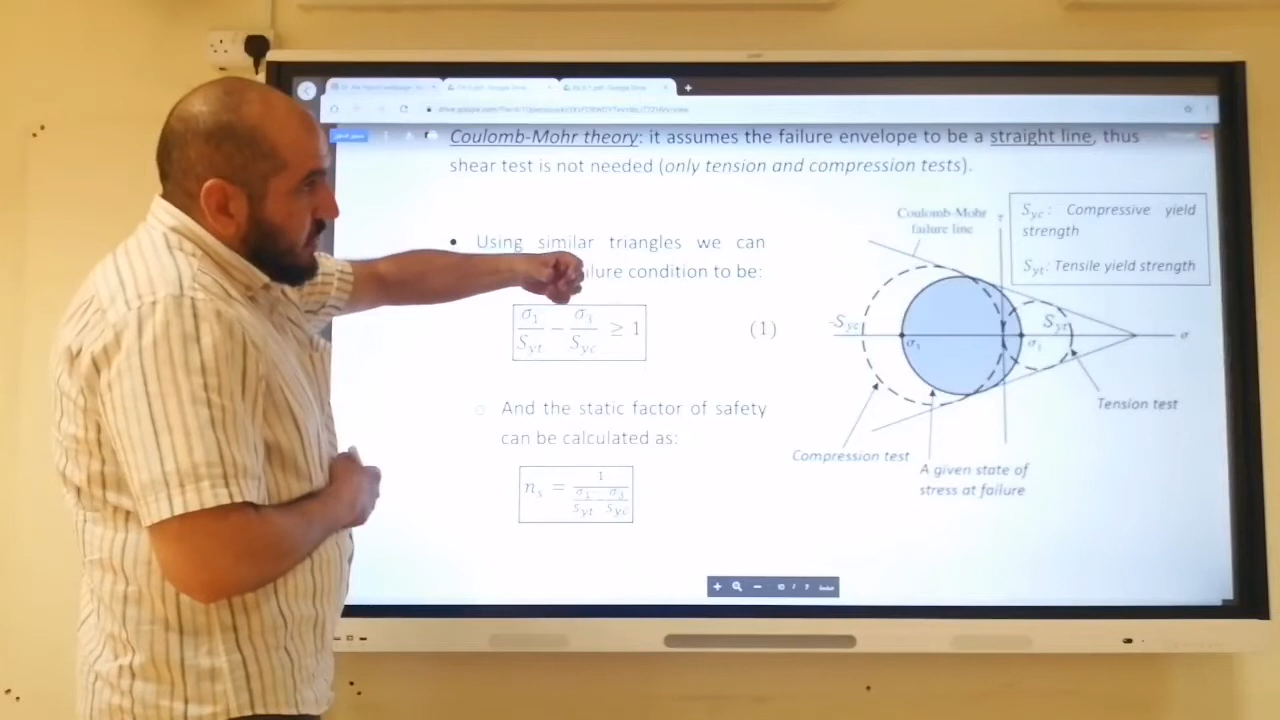 Coulomb-Mohr theory: it assumes the failure envelope to be a straight line, thus
shear test is not needed (only tension and compression tests).
• Using similar triangles we can
failure condition to be:
σ₁/Syt − σ₃/Syc ≥ 1 (1)
○ And the static factor of safety
can be calculated as:
nₛ = 1/(σ₁/Syt − σ₃/Syc)
Coulomb-Mohr
failure line
τ
Syc: Compressive yield
strength
Syt: Tensile yield strength
-Syc
Syt
σ
Tension test
Compression test
A given state of
stress at failure